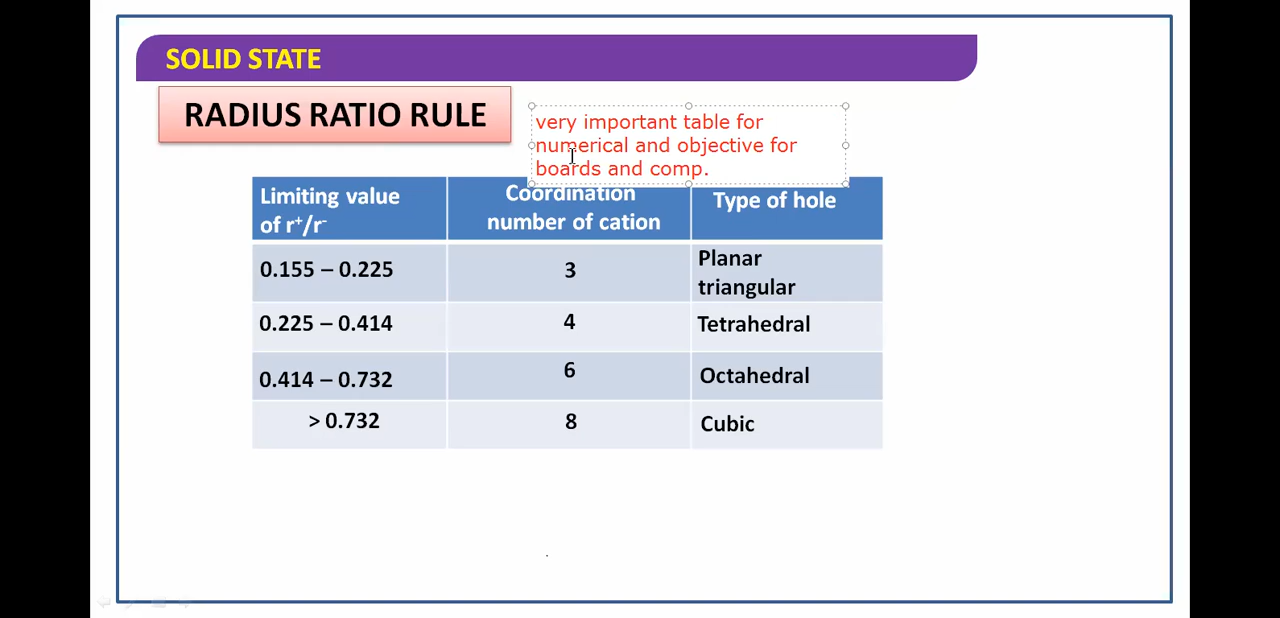 SOLID STATE
RADIUS RATIO RULE
very important table for
numerical and objective for
boards and comp.
Limiting value
of r⁺/r⁻
Coordination
number of cation
Type of hole
0.155 – 0.225
3
Planar
triangular
0.225 – 0.414
4
Tetrahedral
0.414 – 0.732
6
Octahedral
> 0.732
8
Cubic